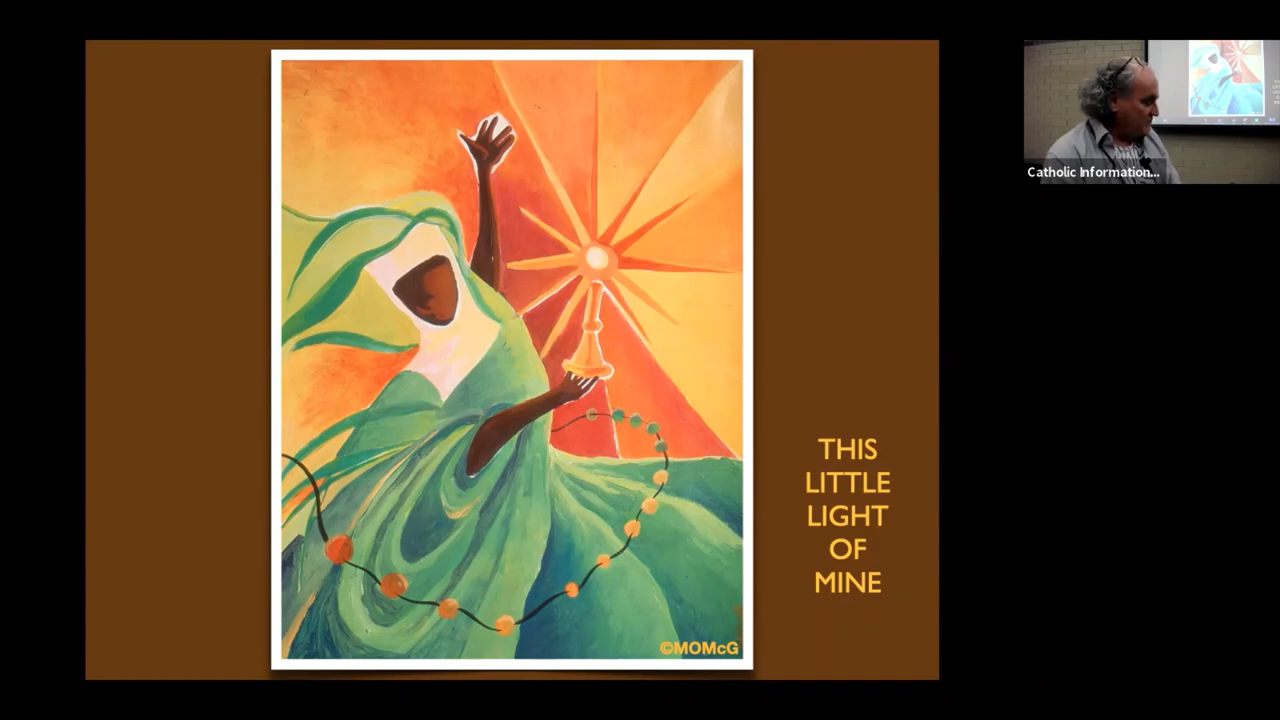 Catholic Information...
THIS
LITTLE
LIGHT
OF
MINE
©MOMcG